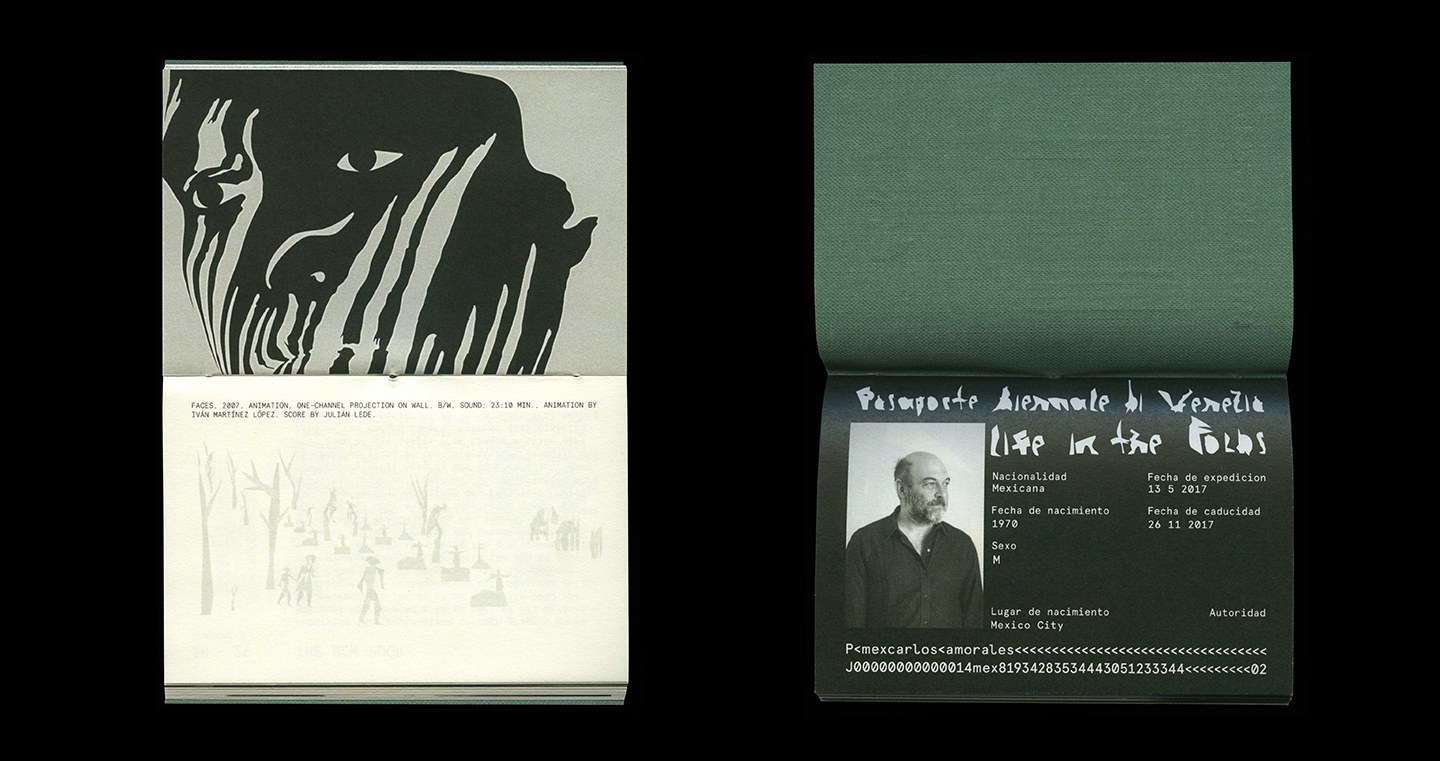 FACES, 2007, ANIMATION, ONE-CHANNEL PROJECTION ON WALL, B/W, SOUND; 23:10 MIN., ANIMATION BY
IVÁN MARTÍNEZ LÓPEZ. SCORE BY JULIÁN LEDE.
Pasaporte Biennale di Venezia
Life in the Folds
Nacionalidad
Mexicana
Fecha de expedicion
13 5 2017
Fecha de nacimiento
1970
Fecha de caducidad
26 11 2017
Sexo
M
Lugar de nacimiento
Mexico City
Autoridad
P<mexcarlos<amorales<<<<<<<<<<<<<<<<<<<<<<<<<<<<<<<<<<
J00000000000014mex81934283534443051233344<<<<<<<<<02